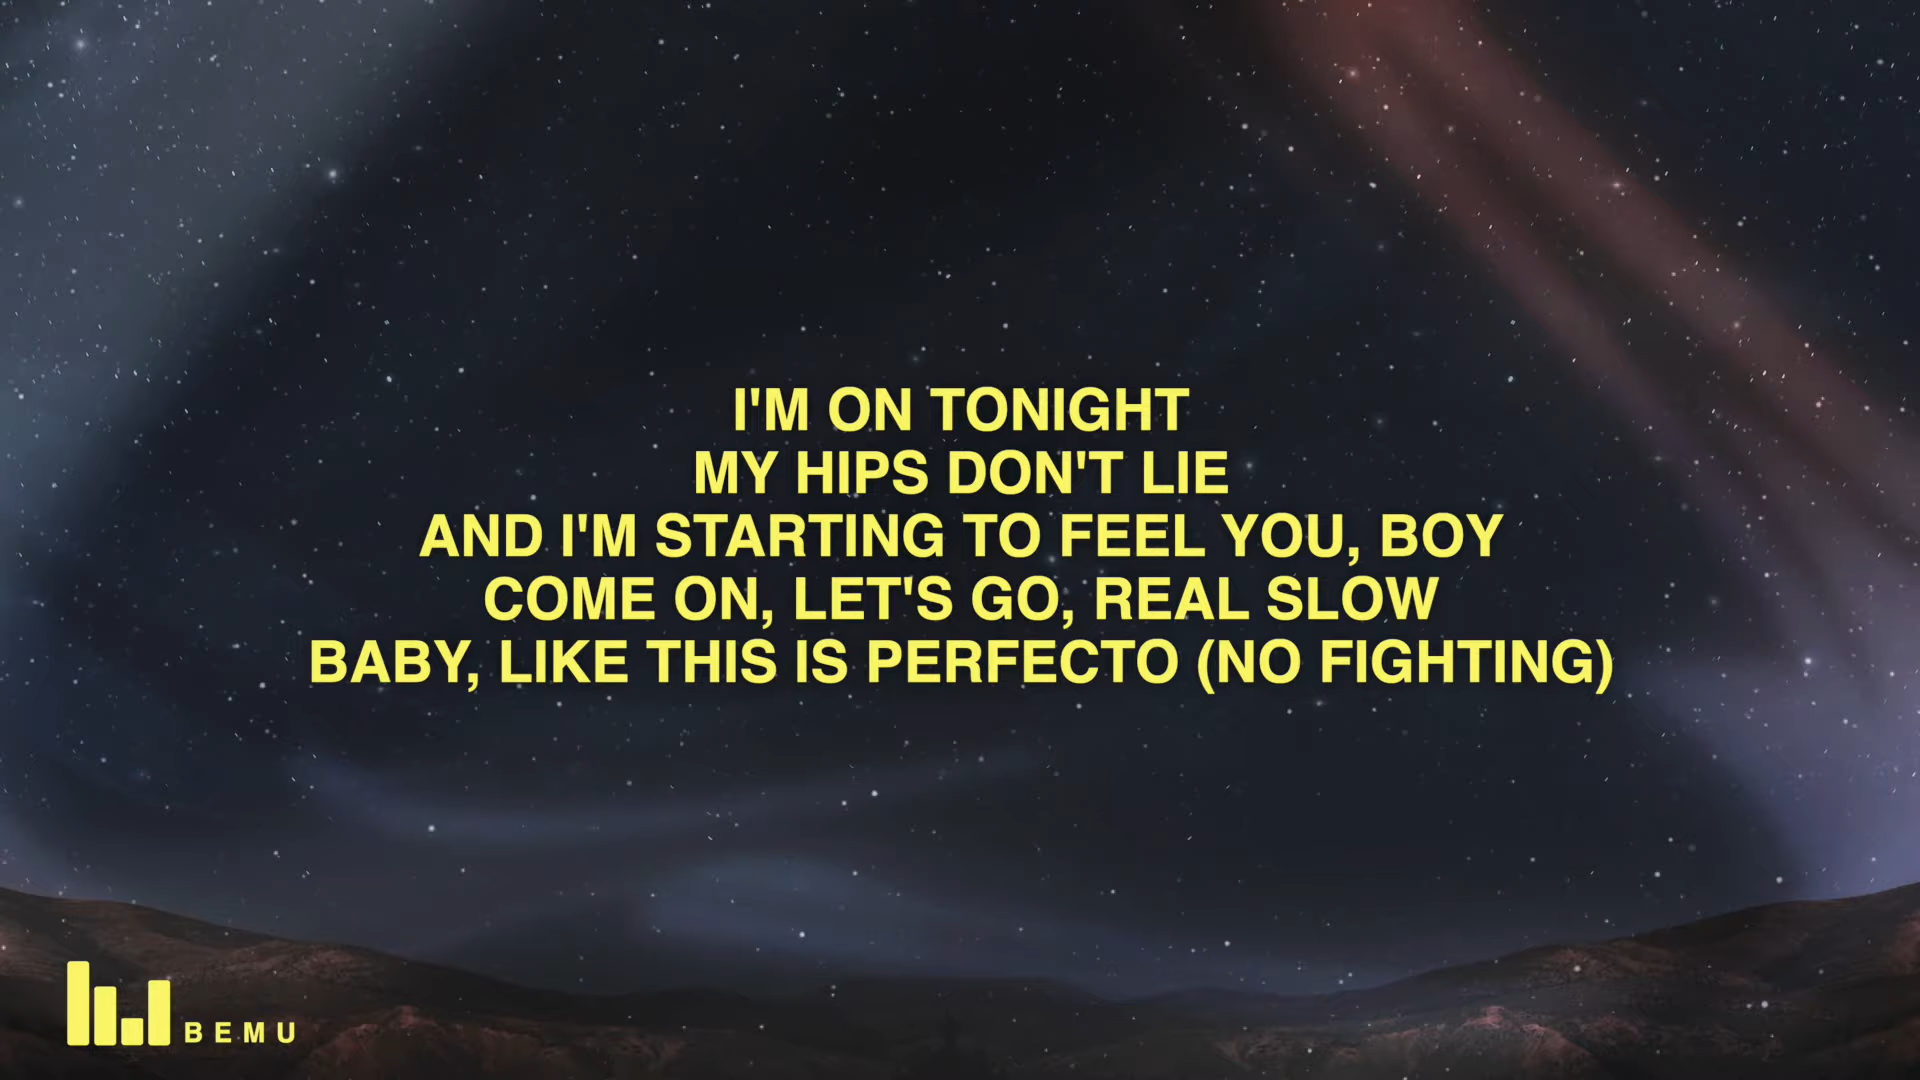 I'M ON TONIGHT
MY HIPS DON'T LIE
AND I'M STARTING TO FEEL YOU, BOY
COME ON, LET'S GO, REAL SLOW
BABY, LIKE THIS IS PERFECTO (NO FIGHTING)
BEMU